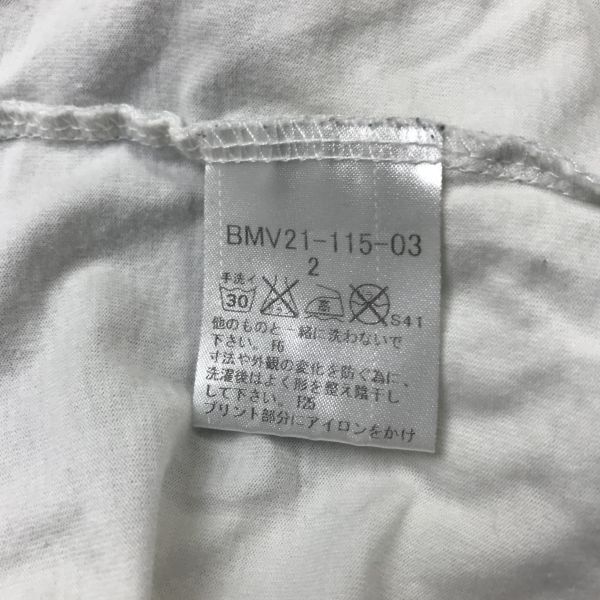 BMV21-115-03
2
手洗イ
30 高 S41
他のものと一緒に洗わないで
下さい。F6
寸法や外観の変化を防ぐ為に、
洗濯後はよく形を整え陰干し
して下さい。F25
プリント部分にアイロンをかけ